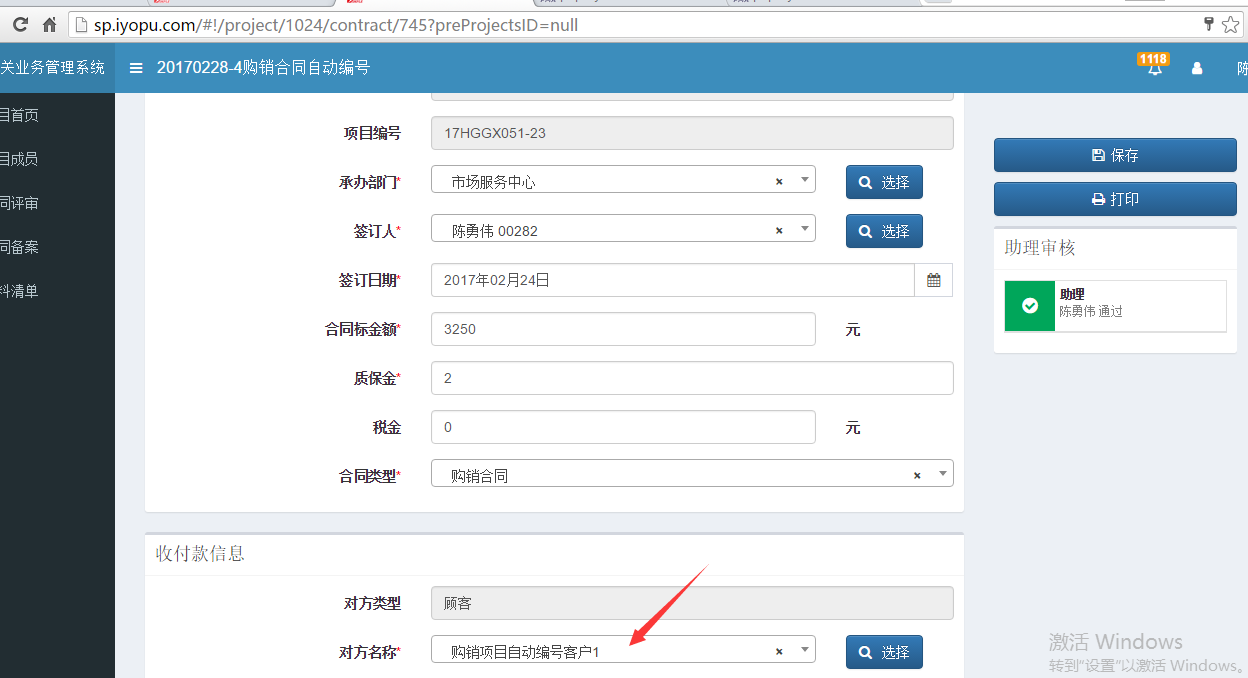 sp.iyopu.com/#!/project/1024/contract/745?preProjectsID=null
关业务管理系统
20170228-4购销合同自动编号
1118
陈
目首页
目成员
同评审
同备案
料清单
项目编号 17HGGX051-23
承办部门* 市场服务中心 × 选择
签订人* 陈勇伟 00282 × 选择
签订日期* 2017年02月24日
合同标金额* 3250 元
质保金* 2
税金 0 元
合同类型* 购销合同 ×
收付款信息
对方类型 顾客
对方名称* 购销项目自动编号客户1 × 选择
保存
打印
助理审核
助理
陈勇伟 通过
激活 Windows
转到"设置"以激活 Windows。